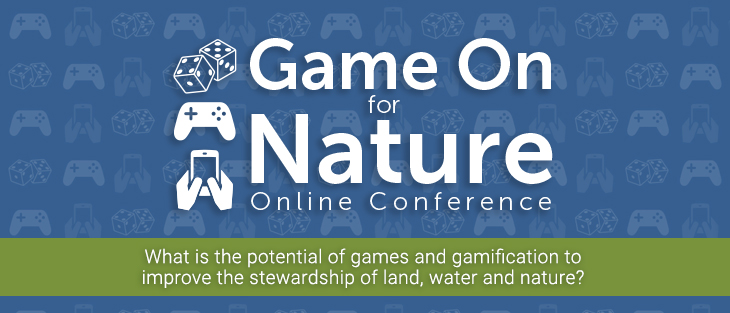 Game On
for
Nature
Online Conference
What is the potential of games and gamification to
improve the stewardship of land, water and nature?